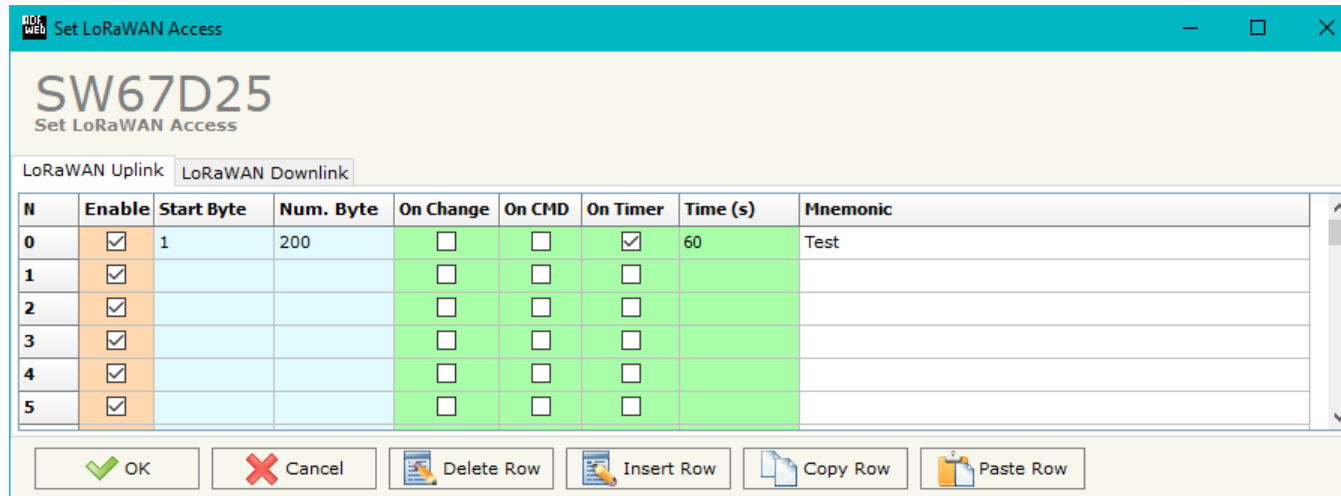 ADF web Set LoRaWAN Access
SW67D25
Set LoRaWAN Access
LoRaWAN Uplink LoRaWAN Downlink
N Enable Start Byte Num. Byte On Change On CMD On Timer Time (s) Mnemonic
0 1 200 60 Test
1
2
3
4
5
OK Cancel Delete Row Insert Row Copy Row Paste Row